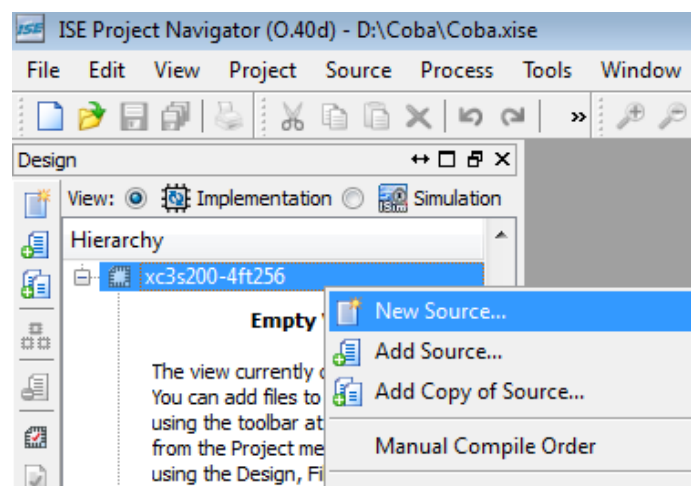 ISE Project Navigator (O.40d) - D:\Coba\Coba.xise
File Edit View Project Source Process Tools Window
»
Design
View: Implementation Simulation
Hierarchy
xc3s200-4ft256
Empty
New Source...
Add Source...
The view currently
Add Copy of Source...
You can add files to
using the toolbar at
from the Project
Manual Compile Order
using the Design,